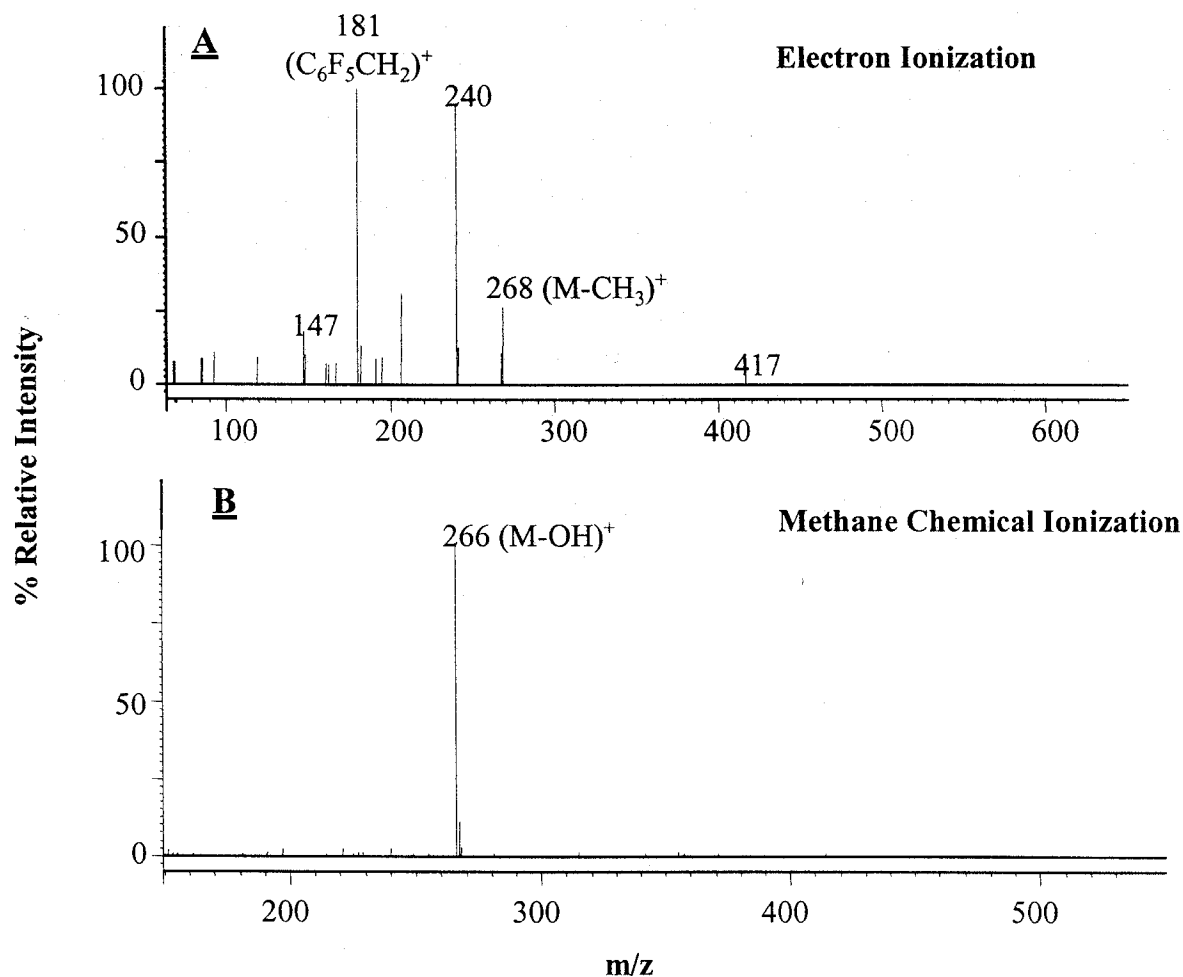 A
181
(C₆F₅CH₂)⁺
Electron Ionization
100
240
50
268 (M-CH₃)⁺
147
417
0
100 200 300 400 500 600
% Relative Intensity
B
266 (M-OH)⁺
Methane Chemical Ionization
100
50
0
200 300 400 500
m/z